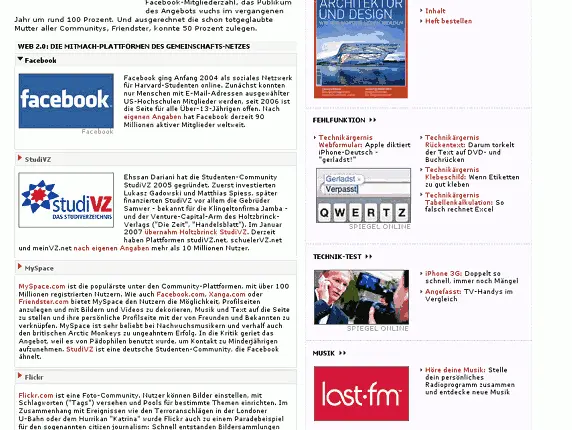 Facebook-Mitgliederzahl, das Publikum
des Angebots wuchs im vergangenen
Jahr um rund 100 Prozent. Und ausgerechnet die schon totgeglaubte
Mutter aller Communitys, Friendster, konnte 50 Prozent zulegen.
WEB 2.0: DIE MITMACH-PLATTFORMEN DES GEMEINSCHAFTS-NETZES
Facebook
facebook.
Facebook
Facebook ging Anfang 2004 als soziales Netzwerk
für Harvard-Studenten online. Zunächst konnten
nur Menschen mit E-Mail-Adressen ausgewählter
US-Hochschulen Mitglieder werden, seit 2006 ist
die Seite für alle Über-13-Jährigen offen. Nach
eigenen Angaben hat Facebook derzeit 90
Millionen aktiver Mitglieder weltweit.
StudiVZ
studiVZ
DAS STUDIVERZEICHNIS
Ehssan Dariani hat die Studenten-Community
StudiVZ 2005 gegründet. Zuerst investierten
Lukasz Gadowski und Matthias Spiess, später
finanzierten StudiVZ vor allem die Gebrüder
Samwer - bekannt für die Klingeltonfirma Jamba -
und der Venture-Capital-Arm des Holtzbrinck-
Verlags ("Die Zeit", "Handelsblatt"). Im Januar
2007 übernahm Holtzbrinck StudiVZ. Derzeit
haben Plattformen studiVZ.net, schuelerVZ.net
und meinVZ.net nach eigenen Angaben mehr als 10 Millionen Nutzer.
MySpace
MySpace.com ist die populärste unter den Community-Plattformen, mit über 100
Millionen registrierten Nutzern. Wie auch Facebook.com, Xanga.com oder
Friendster.com bietet MySpace den Nutzern die Möglichkeit, Profilseiten
anzulegen und mit Bildern und Videos zu dekorieren, Musik und Text auf die Seite
zu stellen und ihre persönliche Profilseite mit der von Freunden und Bekannten zu
verknüpfen. MySpace ist sehr beliebt bei Nachwuchsmusikern und verhalf auch
den britischen Arctic Monkeys zu ungeahntem Erfolg. In die Kritik geriet das
Angebot, weil es von Pädophilen benutzt wurde, um Kontakt zu Minderjährigen
aufzunehmen. StudiVZ ist eine deutsche Studenten-Community, die Facebook
ähnelt.
Flickr
Flickr.com ist eine Foto-Community. Nutzer können Bilder einstellen, mit
Schlagworten ("Tags") versehen und Pools für bestimmte Themen einrichten. Im
Zusammenhang mit Ereignissen wie den Terroranschlägen in der Londoner
U-Bahn oder dem Hurrikan "Katrina" wurde Flickr auch zu einem Paradebeispiel
für den sogenannten citizen journalism: Schnell entstanden Bildersammlungen
ARCHITEKTUR
UND DESIGN
Inhalt
Heft bestellen
FEHLFUNKTION
Technikärgernis
Webformular: Apple diktiert
iPhone-Deutsch -
"gerladst!"
Gerladst
Verpasst
QWERTZ
SPIEGEL ONLINE
Technikärgernis
Rückentext: Darum torkelt
der Text auf DVD- und
Buchrücken
Technikärgernis
Klebeschild: Wenn Etiketten
zu gut kleben
Technikärgernis
Tabellenkalkulation: So
falsch rechnet Excel
TECHNIK-TEST
SPIEGEL ONLINE
iPhone 3G: Doppelt so
schnell, immer noch Mängel
Angefasst: TV-Handys im
Vergleich
MUSIK
last.fm
Höre deine Musik: Stelle
dein persönliches
Radioprogramm zusammen
und entdecke neue Musik